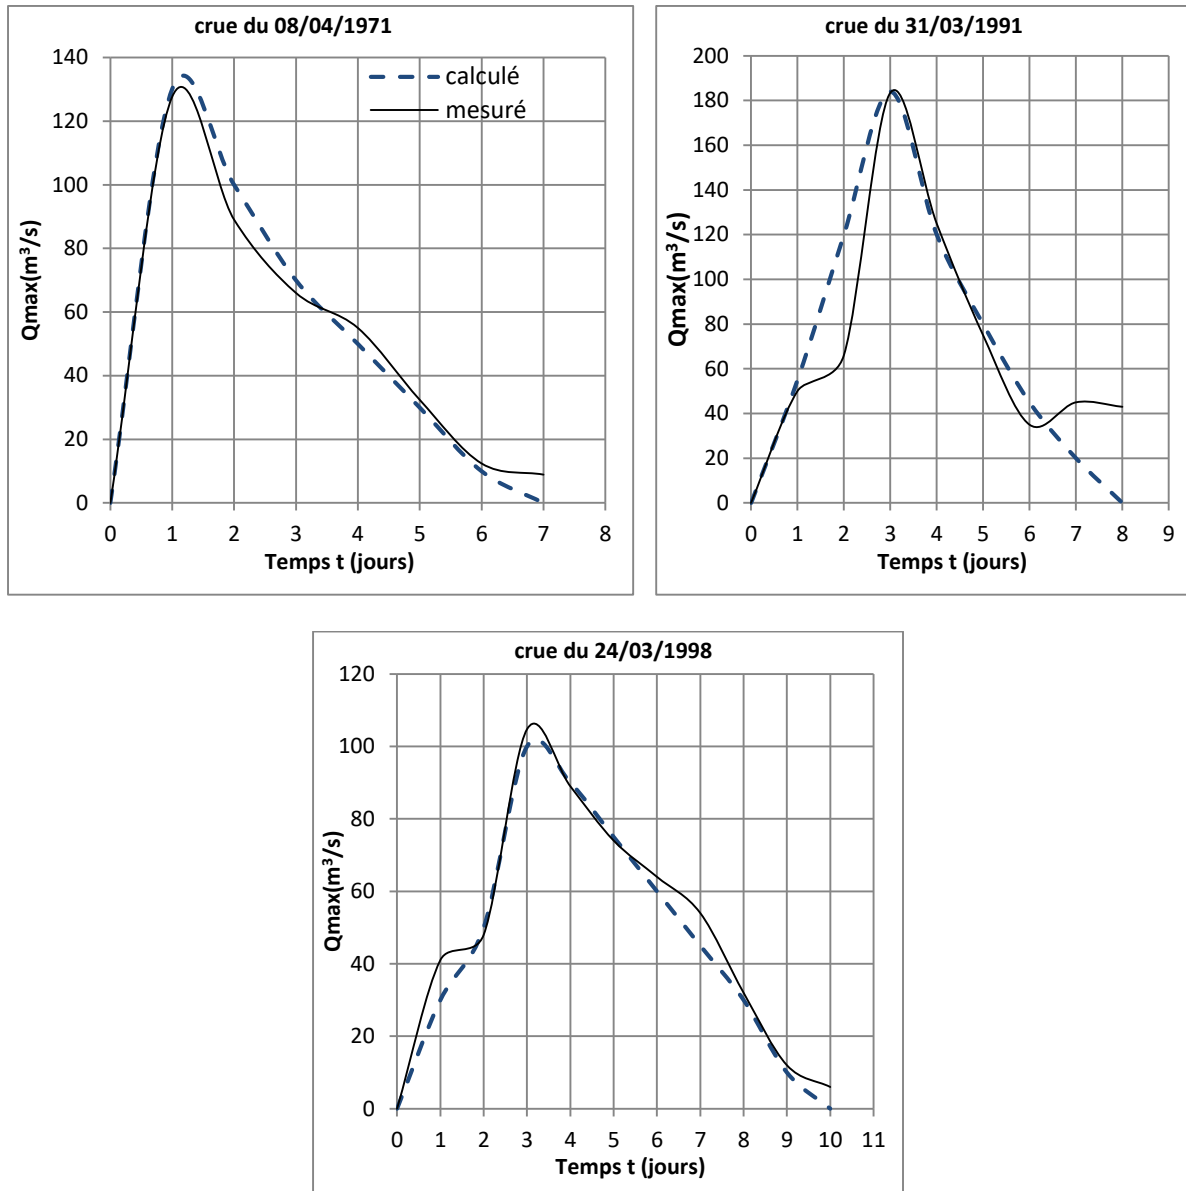 crue du 08/04/1971
calculé
mesuré
Qmax(m³/s)
140
120
100
80
60
40
20
0
0 1 2 3 4 5 6 7 8
Temps t (jours)
crue du 31/03/1991
Qmax(m³/s)
200
180
160
140
120
100
80
60
40
20
0
0 1 2 3 4 5 6 7 8 9
Temps t (jours)
crue du 24/03/1998
Qmax(m³/s)
120
100
80
60
40
20
0
0 1 2 3 4 5 6 7 8 9 10 11
Temps t (jours)